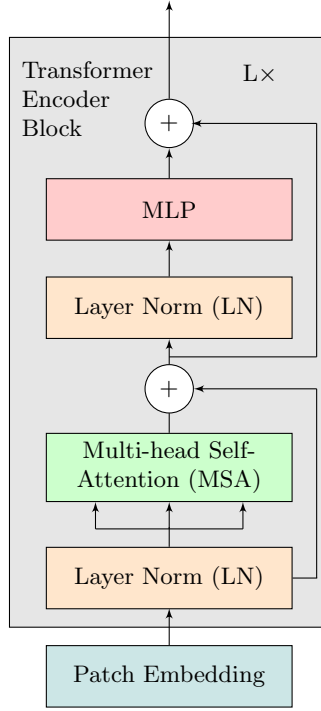 Transformer
Encoder
Block
L×
+
MLP
Layer Norm (LN)
+
Multi-head Self-
Attention (MSA)
Layer Norm (LN)
Patch Embedding